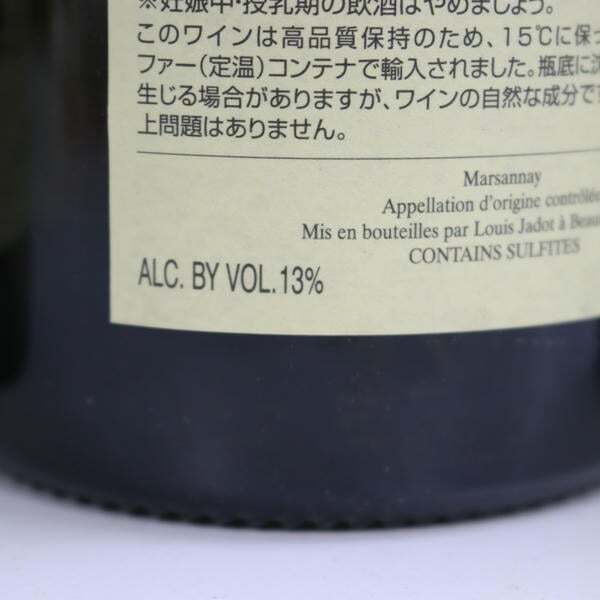 ※妊娠中・授乳期の飲酒はやめましょう。
このワインは高品質保持のため、15℃に保っ
ファー(定温)コンテナで輸入されました。瓶底に沈
生じる場合がありますが、ワインの自然な成分です
上問題はありません。
Marsannay
Appellation d'origine contrôlée
Mis en bouteilles par Louis Jadot à Beau
CONTAINS SULFITES
ALC. BY VOL.13%